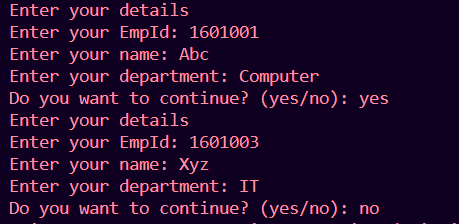 Enter your details
Enter your EmpId: 1601001
Enter your name: Abc
Enter your department: Computer
Do you want to continue? (yes/no): yes
Enter your details
Enter your EmpId: 1601003
Enter your name: Xyz
Enter your department: IT
Do you want to continue? (yes/no): no